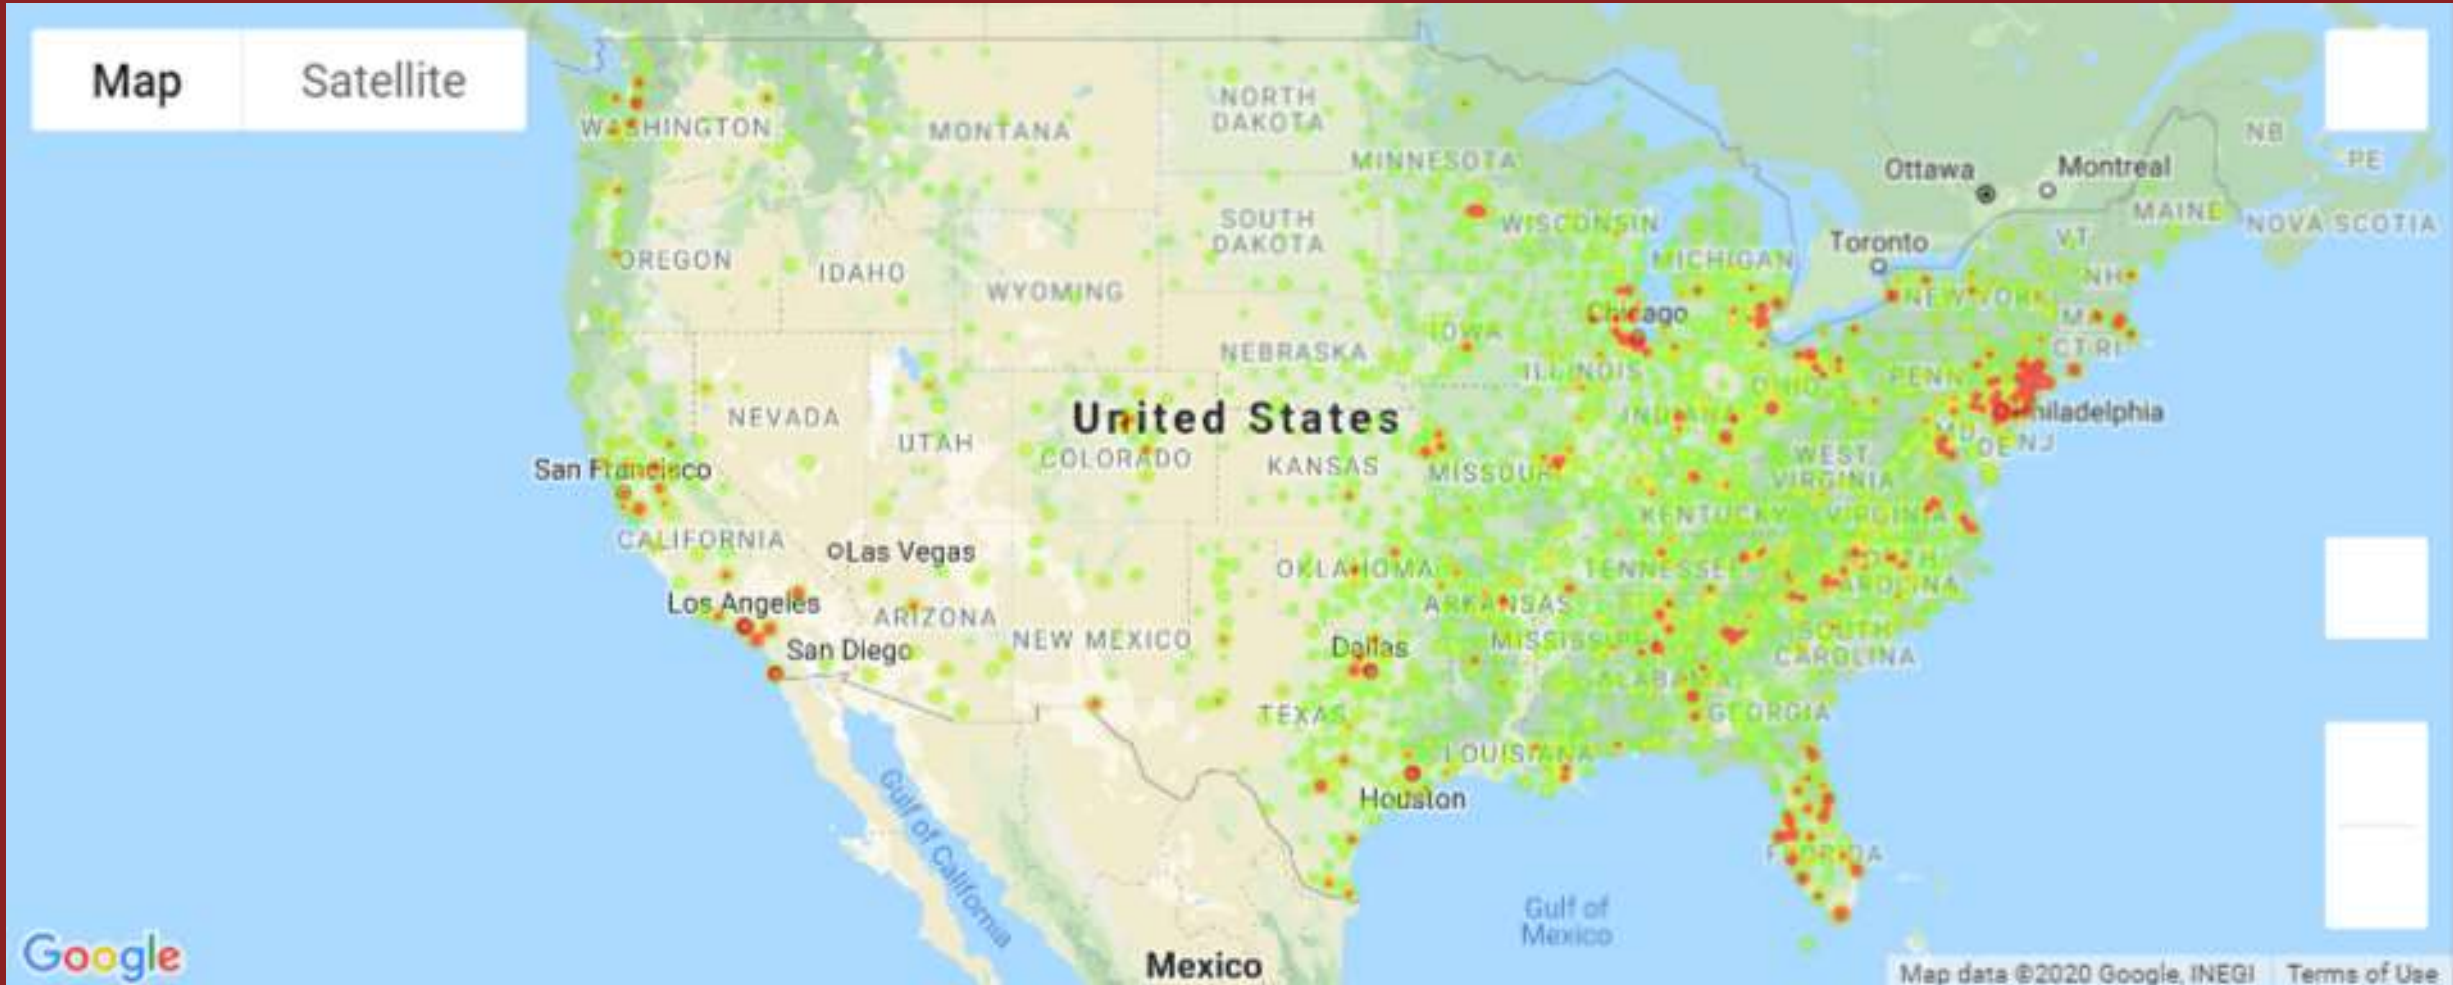 Map
Satellite
WASHINGTON
MONTANA
NORTH
DAKOTA
MINNESOTA
Ottawa
Montreal
NB
PE
SOUTH
DAKOTA
WISCONSIN
MAINE
NOVA SCOTIA
OREGON
IDAHO
MICHIGAN
Toronto
VT
WYOMING
NH
NEW YORK
Chicago
IOWA
NEBRASKA
CT RI
ILLINOIS
OHIO
PENN
NEVADA
United States
INDIANA
Philadelphia
UTAH
COLORADO
KANSAS
MISSOURI
MD
DE NJ
San Francisco
WEST
VIRGINIA
KENTUCKY
VIRGINIA
CALIFORNIA
Las Vegas
OKLAHOMA
TENNESSEE
NORTH
CAROLINA
Los Angeles
ARIZONA
ARKANSAS
NEW MEXICO
Dallas
MISSISSIPPI
SOUTH
CAROLINA
San Diego
ALABAMA
TEXAS
GEORGIA
LOUISIANA
Houston
Gulf of California
FLORIDA
Gulf of
Mexico
Mexico
Google
Map data ©2020 Google, INEGI
Terms of Use